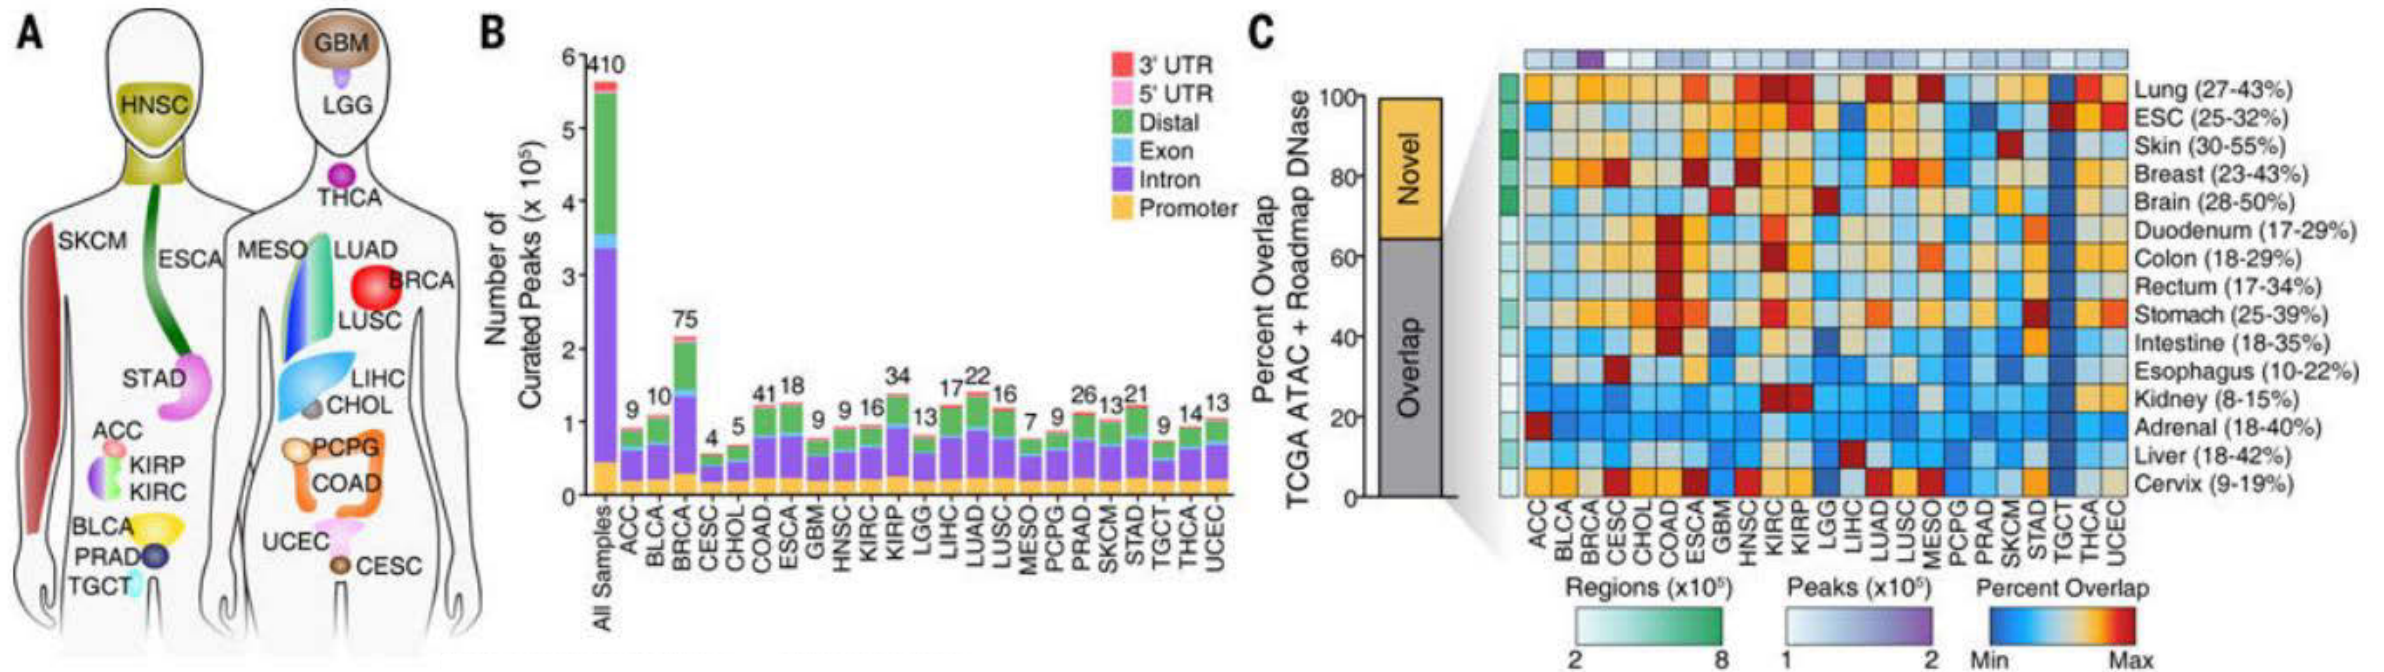 A
HNSC
GBM
LGG
THCA
SKCM
ESCA
MESO
LUAD
BRCA
LUSC
STAD
LIHC
CHOL
ACC
PCPG
KIRP
COAD
KIRC
BLCA
UCEC
PRAD
CESC
TGCT
B
Number of
Curated Peaks (x 10⁵)
6
5
4
3
2
1
0
410
9
10
75
4
5
41
18
9
9
16
34
13
17
22
16
7
9
26
13
21
9
14
13
3' UTR
5' UTR
Distal
Exon
Intron
Promoter
All Samples
ACC
BLCA
BRCA
CESC
CHOL
COAD
ESCA
GBM
HNSC
KIRC
KIRP
LGG
LIHC
LUAD
LUSC
MESO
PCPG
PRAD
SKCM
STAD
TGCT
THCA
UCEC
C
Percent Overlap
TCGA ATAC + Roadmap DNase
100
80
60
40
20
0
Novel
Overlap
Lung (27-43%)
ESC (25-32%)
Skin (30-55%)
Breast (23-43%)
Brain (28-50%)
Duodenum (17-29%)
Colon (18-29%)
Rectum (17-34%)
Stomach (25-39%)
Intestine (18-35%)
Esophagus (10-22%)
Kidney (8-15%)
Adrenal (18-40%)
Liver (18-42%)
Cervix (9-19%)
ACC
BLCA
BRCA
CESC
CHOL
COAD
ESCA
GBM
HNSC
KIRC
KIRP
LGG
LIHC
LUAD
LUSC
MESO
PCPG
PRAD
SKCM
STAD
TGCT
THCA
UCEC
Regions (x10⁵)
2 8
Peaks (x10⁵)
1 2
Percent Overlap
Min Max